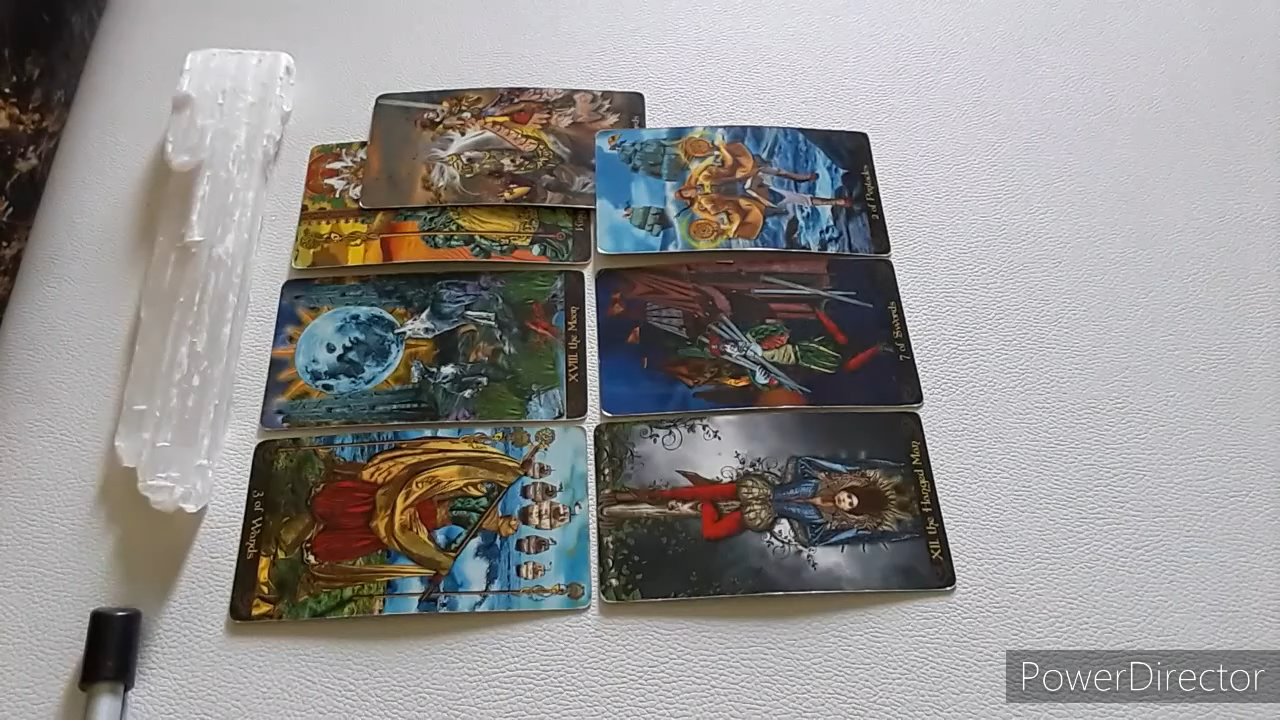 2 of Pentacles
XVIII the Moon
7 of Swords
3 of Wands
XII the Hanged Man
PowerDirector